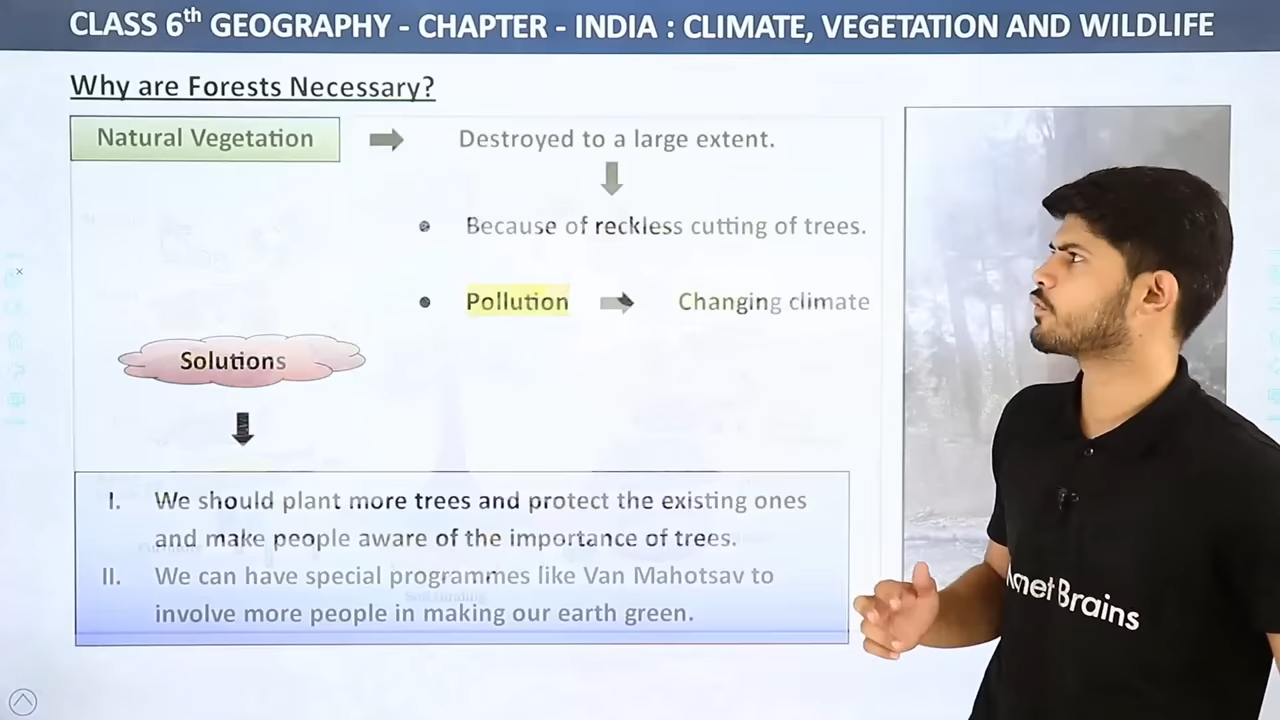 CLASS 6th GEOGRAPHY - CHAPTER - INDIA : CLIMATE, VEGETATION AND WILDLIFE
Why are Forests Necessary?
Natural Vegetation
Destroyed to a large extent.
• Because of reckless cutting of trees.
• Pollution
Changing climate
Solutions
I. We should plant more trees and protect the existing ones
and make people aware of the importance of trees.
II. We can have special programmes like Van Mahotsav to
involve more people in making our earth green.
Brains